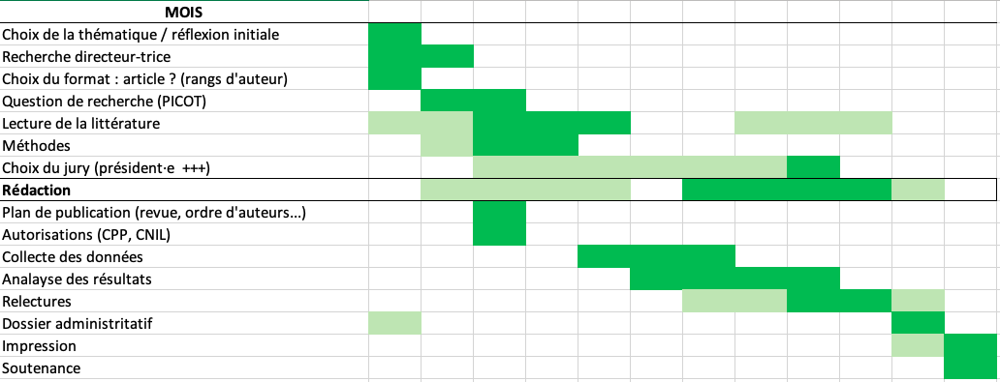 MOIS
Choix de la thématique / réflexion initiale
Recherche directeur-trice
Choix du format : article ? (rangs d'auteur)
Question de recherche (PICOT)
Lecture de la littérature
Méthodes
Choix du jury (président·e +++)
Rédaction
Plan de publication (revue, ordre d'auteurs...)
Autorisations (CPP, CNIL)
Collecte des données
Analayse des résultats
Relectures
Dossier administritatif
Impression
Soutenance